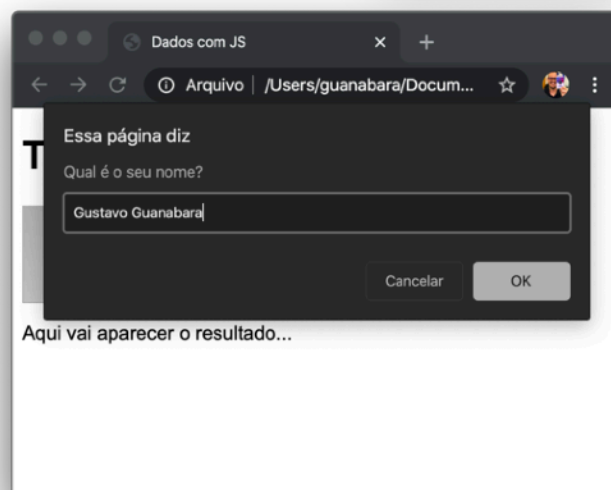 Dados com JS
Arquivo | /Users/guanabara/Docum...
Essa página diz
T
Qual é o seu nome?
Gustavo Guanabara
Cancelar OK
Aqui vai aparecer o resultado...